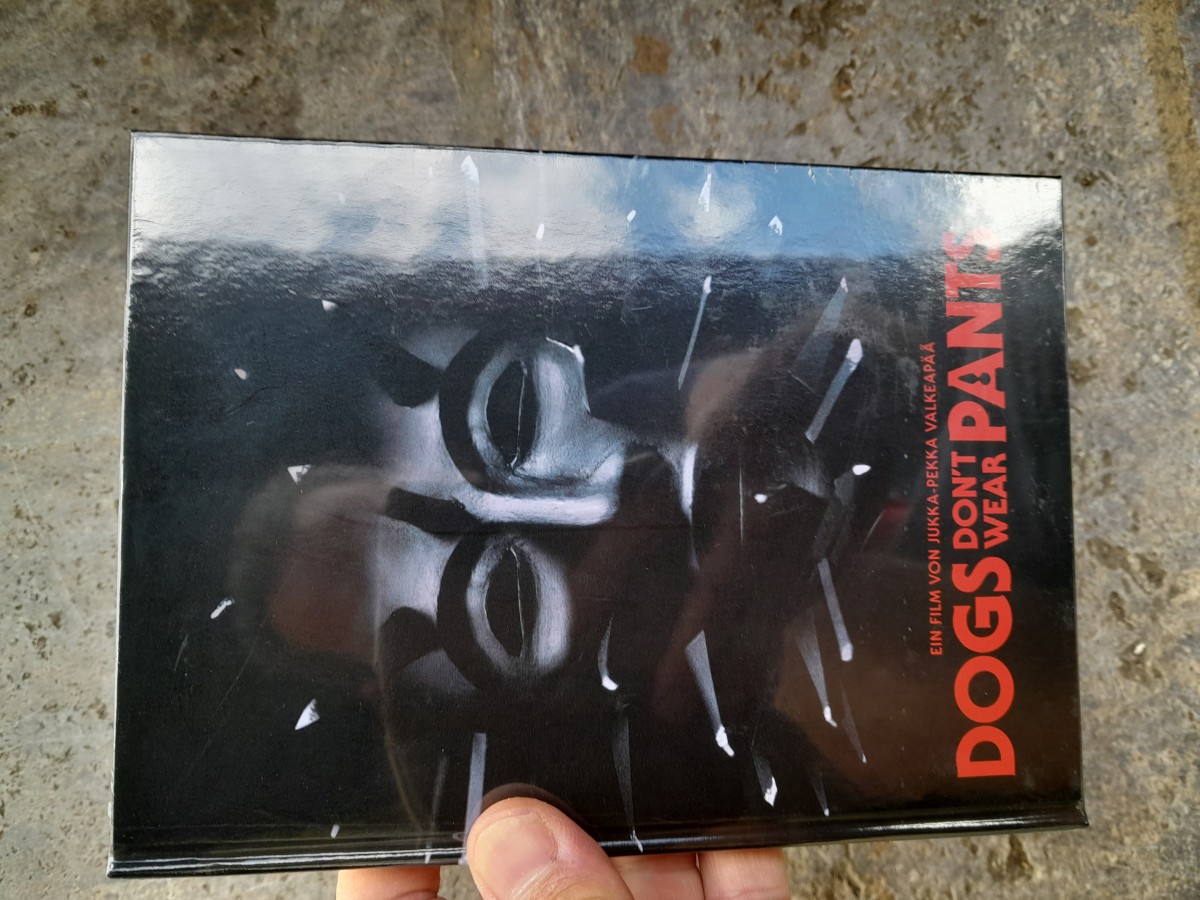 EIN FILM VON JUKKA-PEKKA VALKEAPÄÄ
DOGS DON'T WEAR PANTS